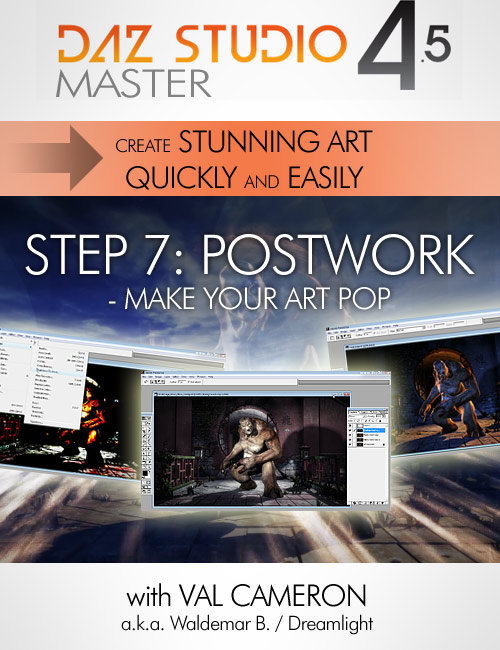 DAZ STUDIO 4.5
MASTER
CREATE STUNNING ART
QUICKLY AND EASILY
STEP 7: POSTWORK
- MAKE YOUR ART POP
with VAL CAMERON
a.k.a. Waldemar B. / Dreamlight